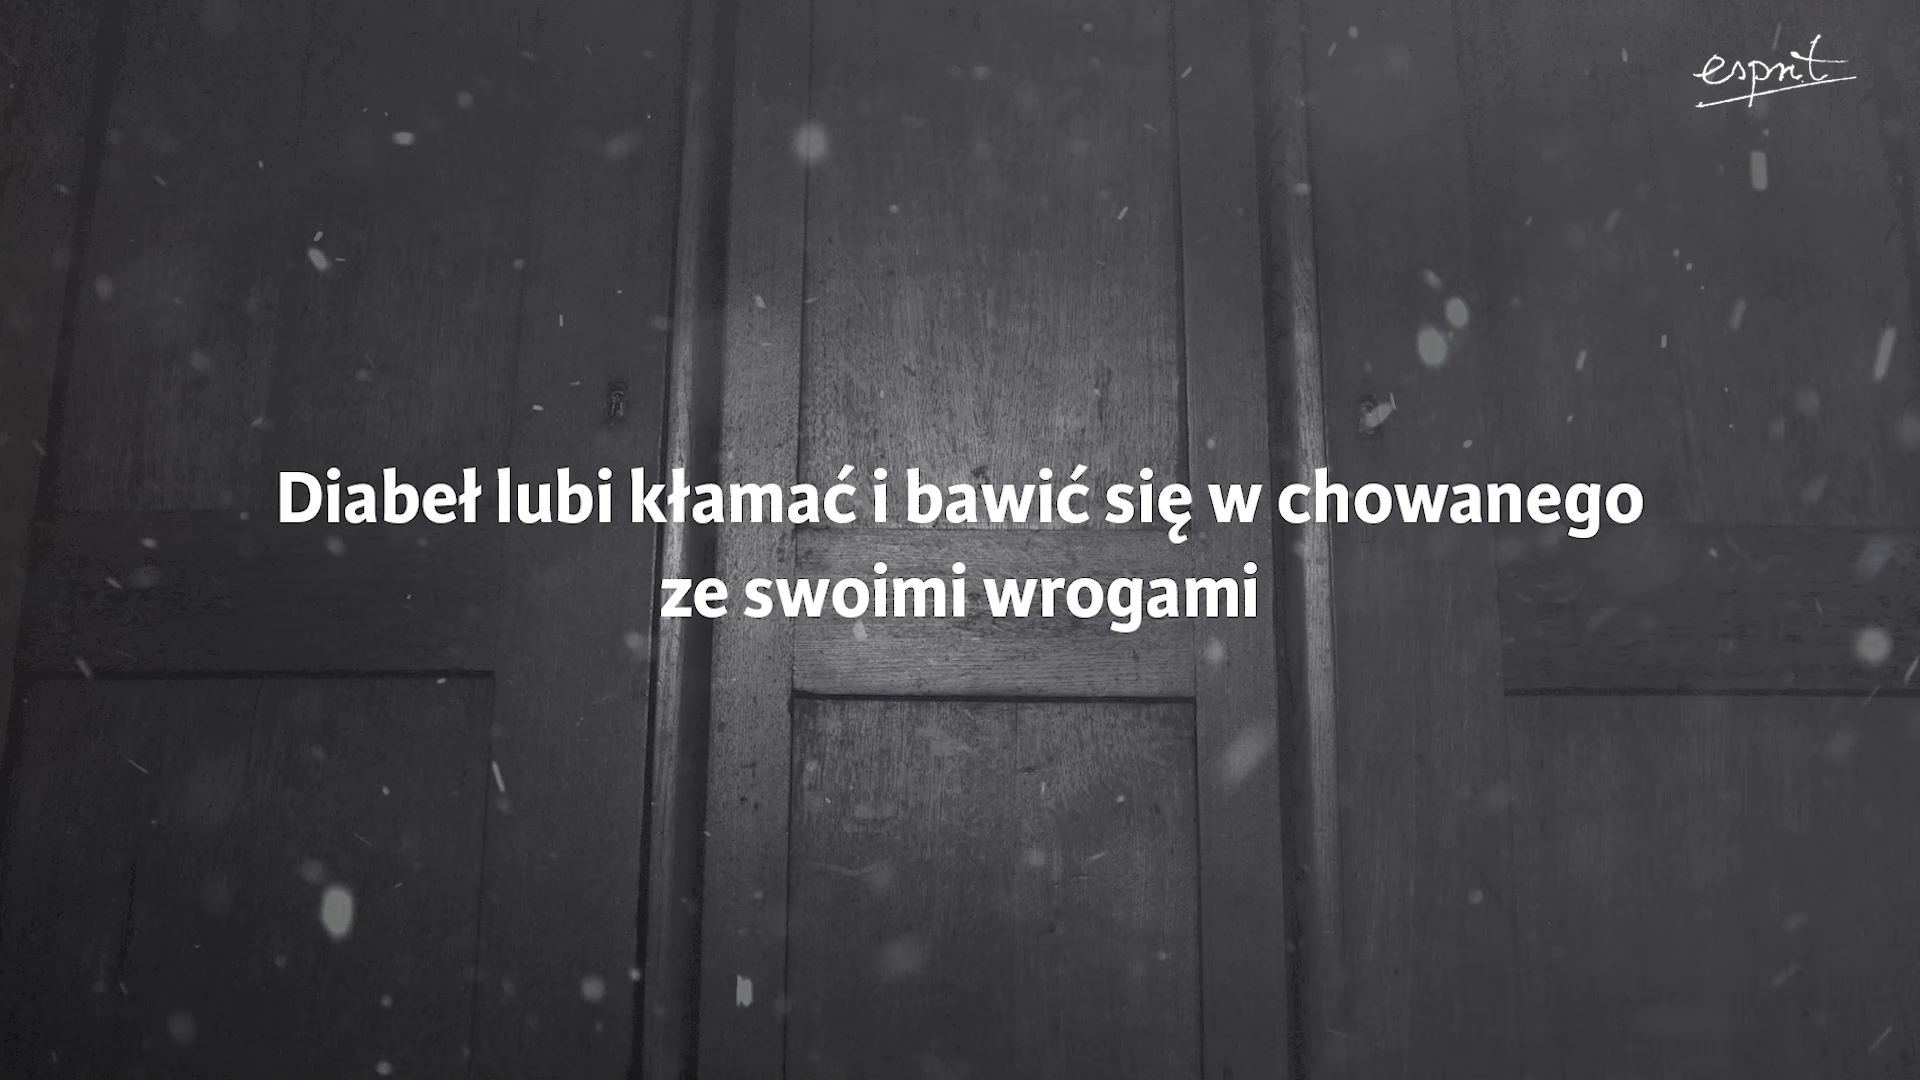 esprit
Diabeł lubi kłamać i bawić się w chowanego
ze swoimi wrogami